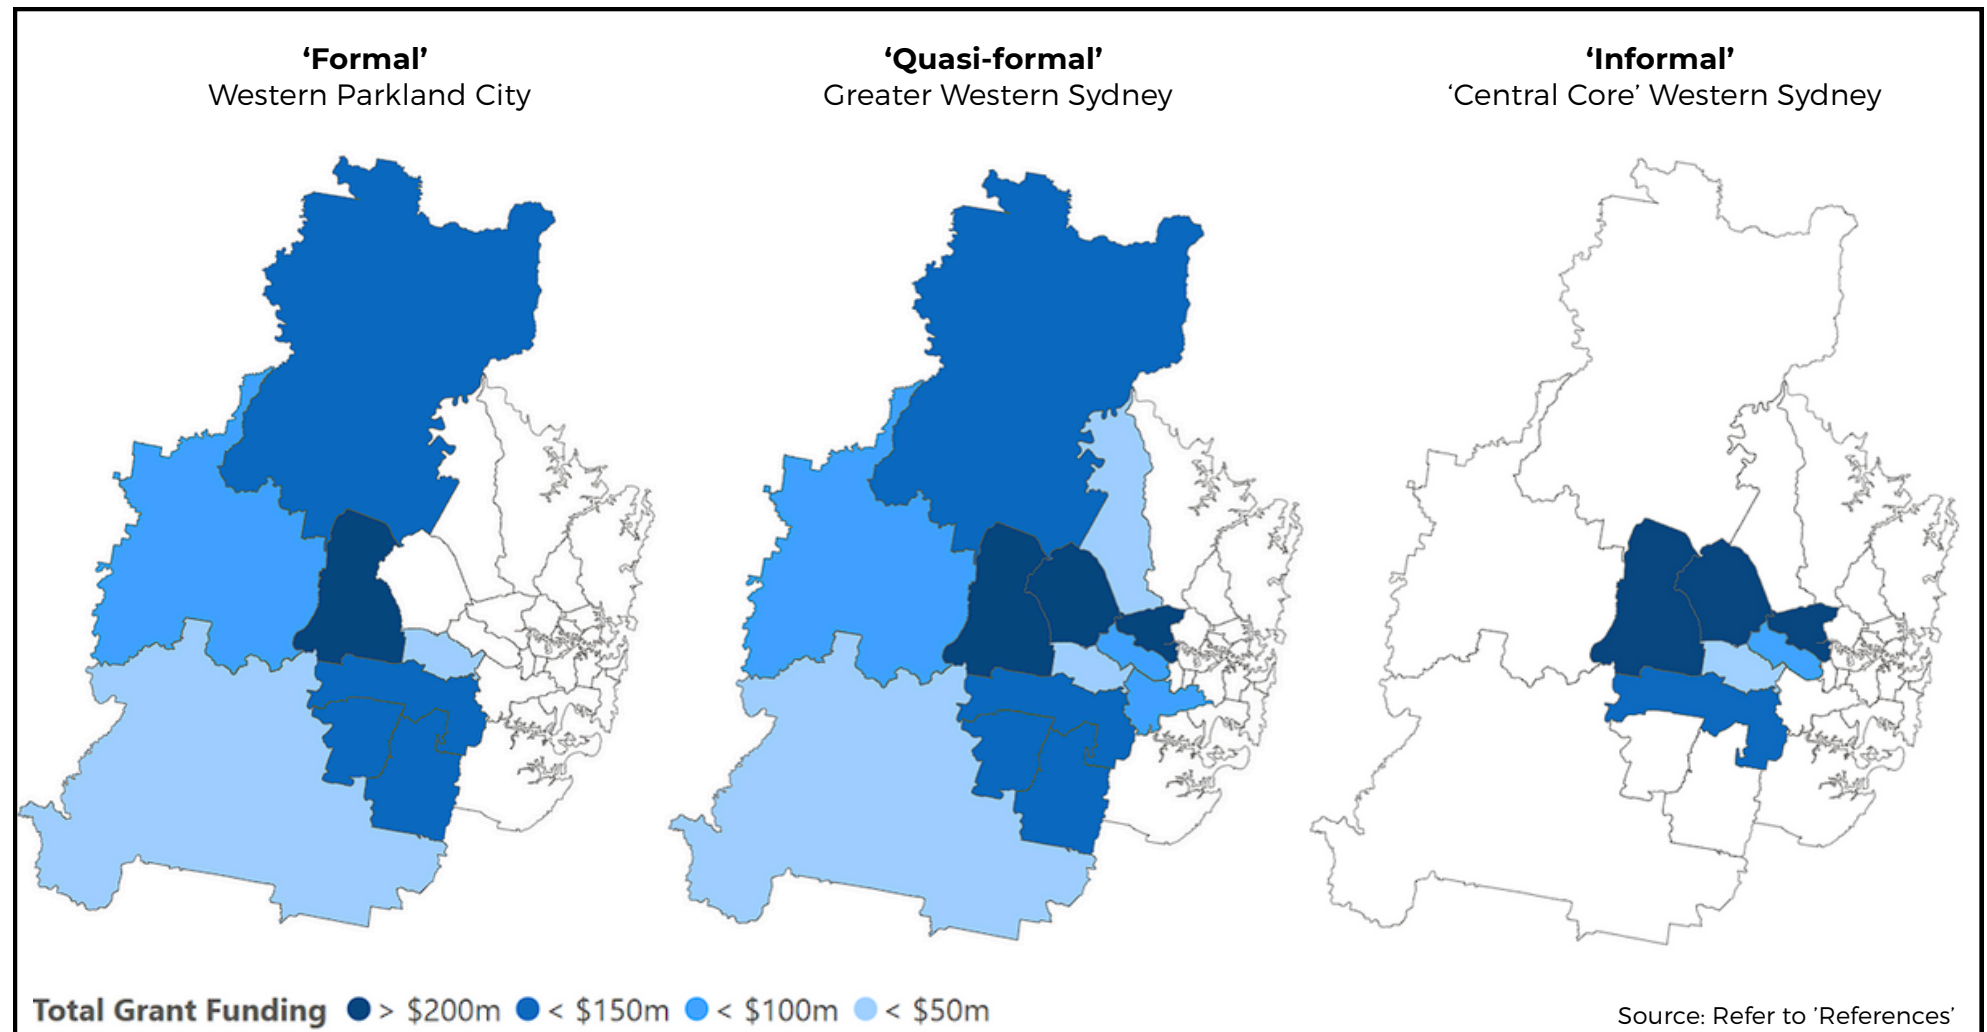 ‘Formal’
Western Parkland City
‘Quasi-formal’
Greater Western Sydney
‘Informal’
‘Central Core’ Western Sydney
Total Grant Funding > $200m < $150m < $100m < $50m
Source: Refer to ’References’